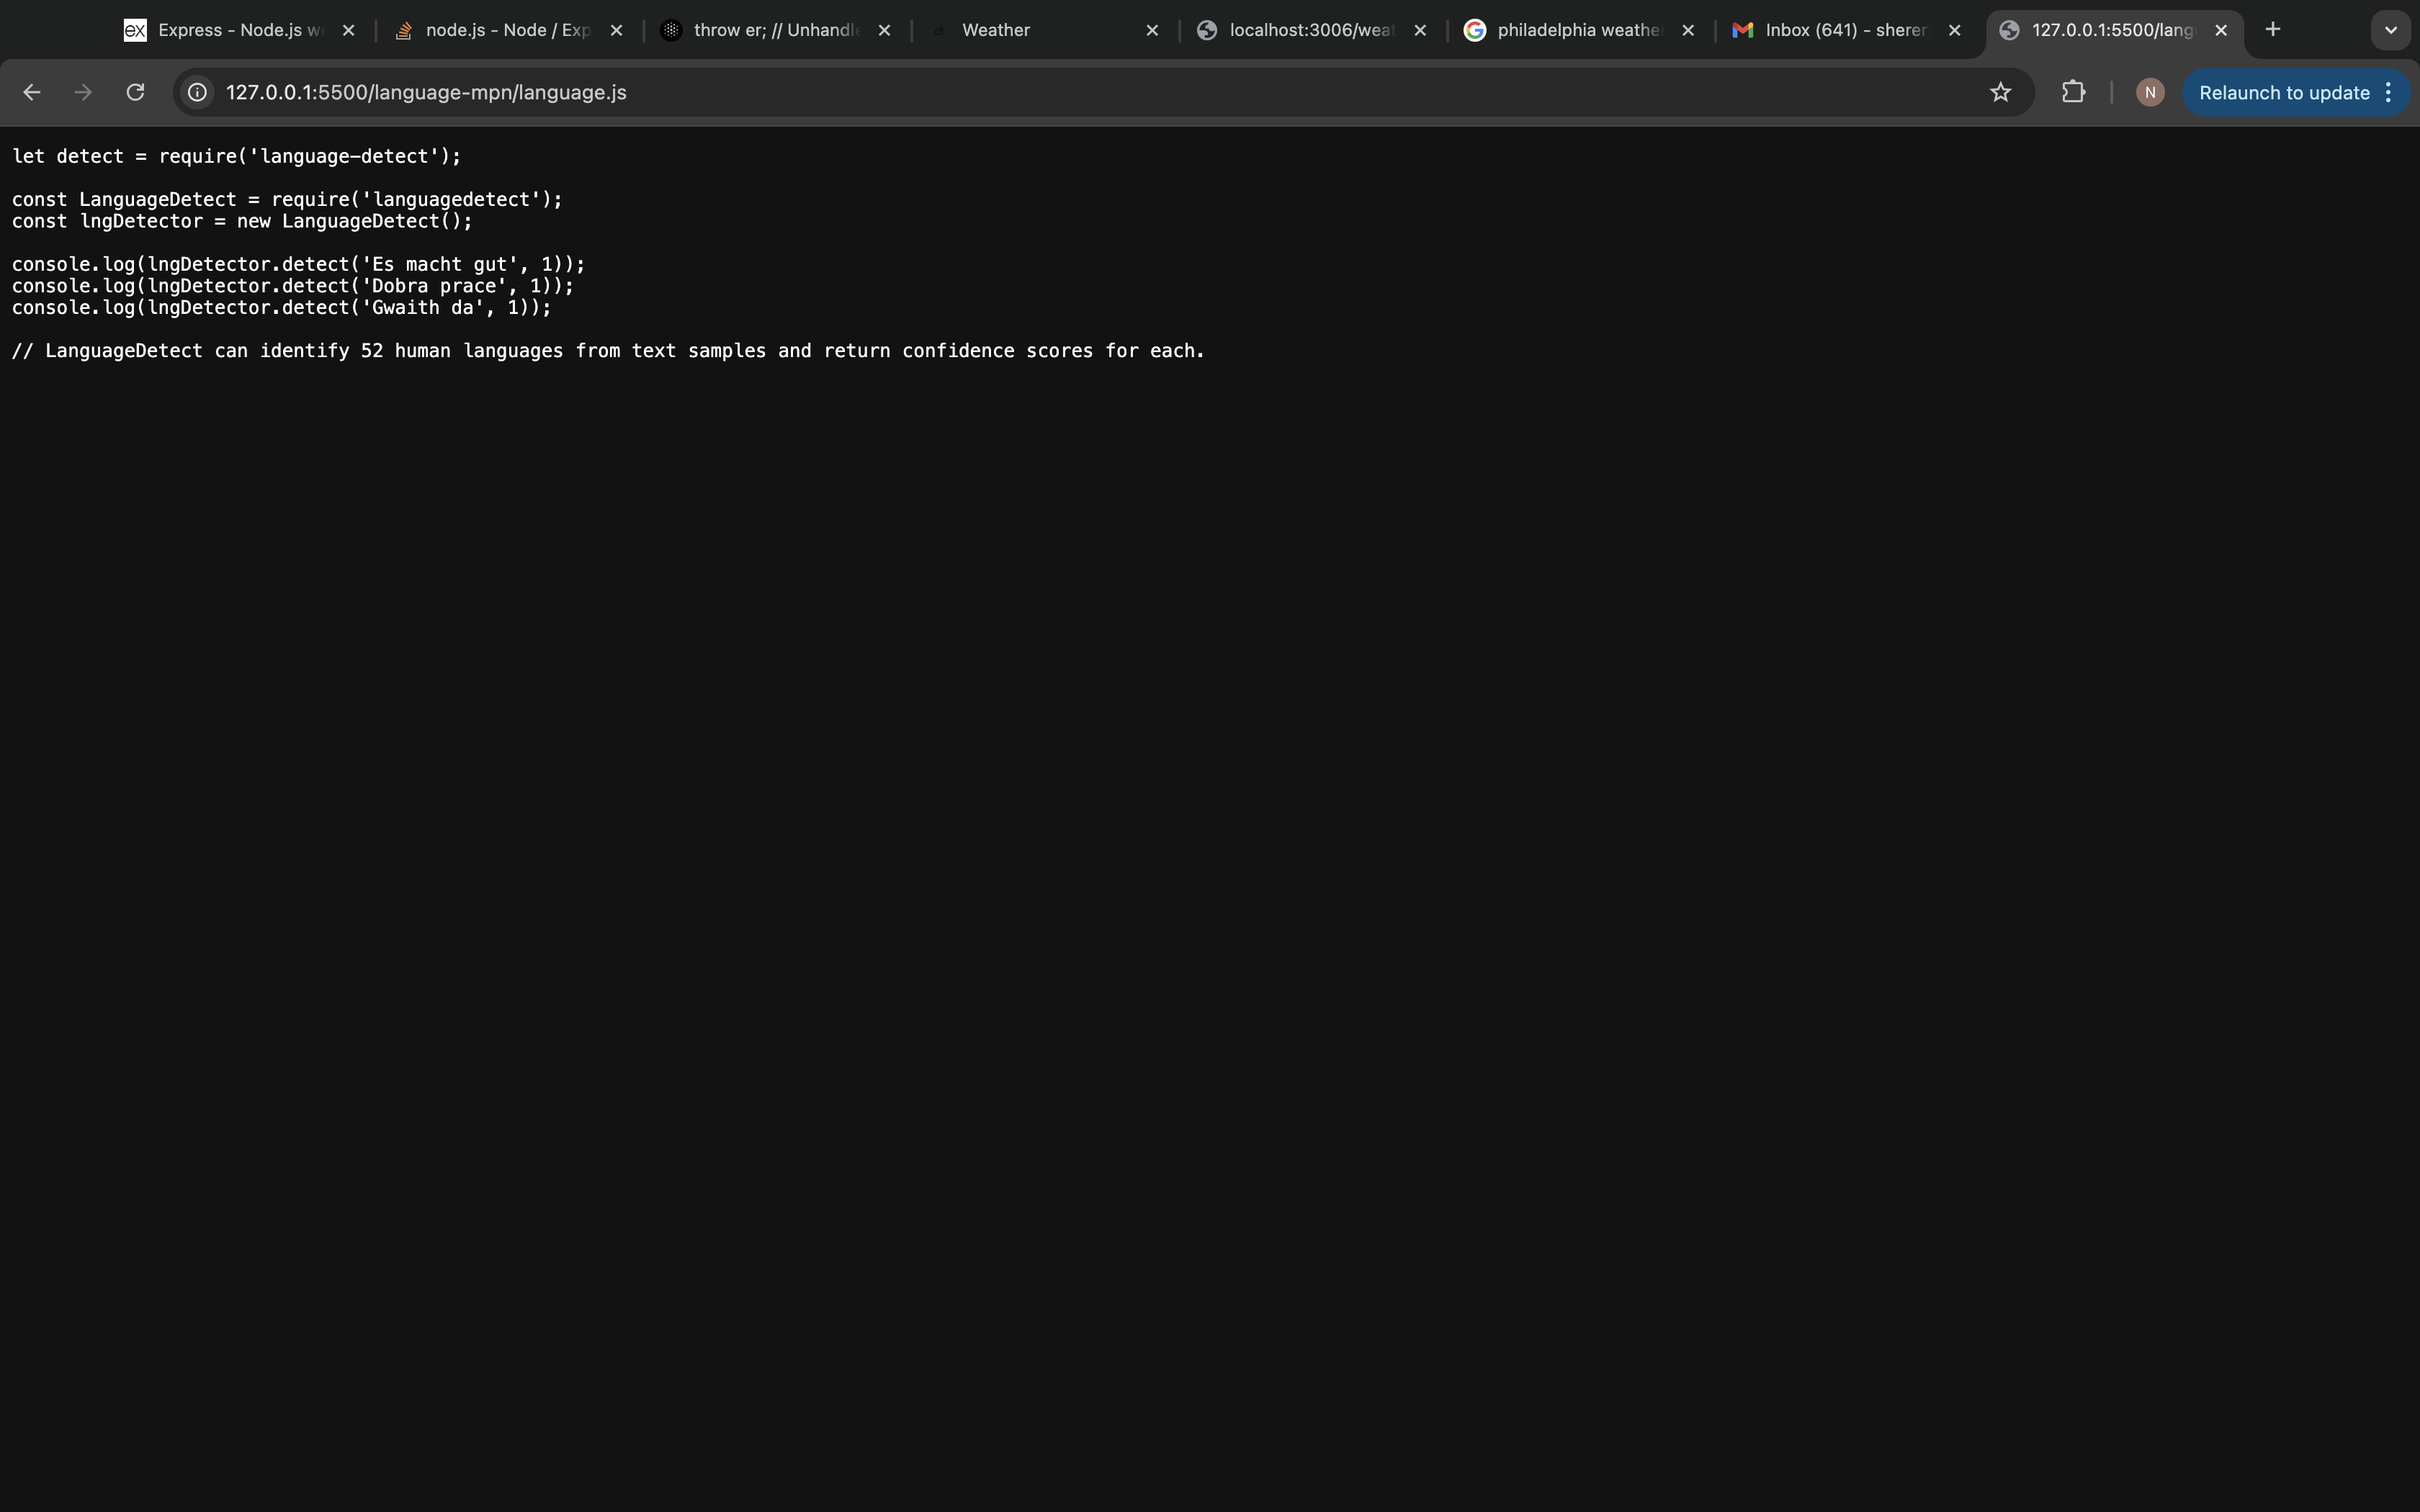 Express - Node.js w
node.js - Node / Exp
throw er; // Unhandl
Weather
localhost:3006/weat
philadelphia weathe
Inbox (641) - sherer
127.0.0.1:5500/lang
127.0.0.1:5500/language-mpn/language.js
N
Relaunch to update
let detect = require('language-detect');
const LanguageDetect = require('languagedetect');
const lngDetector = new LanguageDetect();
console.log(lngDetector.detect('Es macht gut', 1));
console.log(lngDetector.detect('Dobra prace', 1));
console.log(lngDetector.detect('Gwaith da', 1));
// LanguageDetect can identify 52 human languages from text samples and return confidence scores for each.